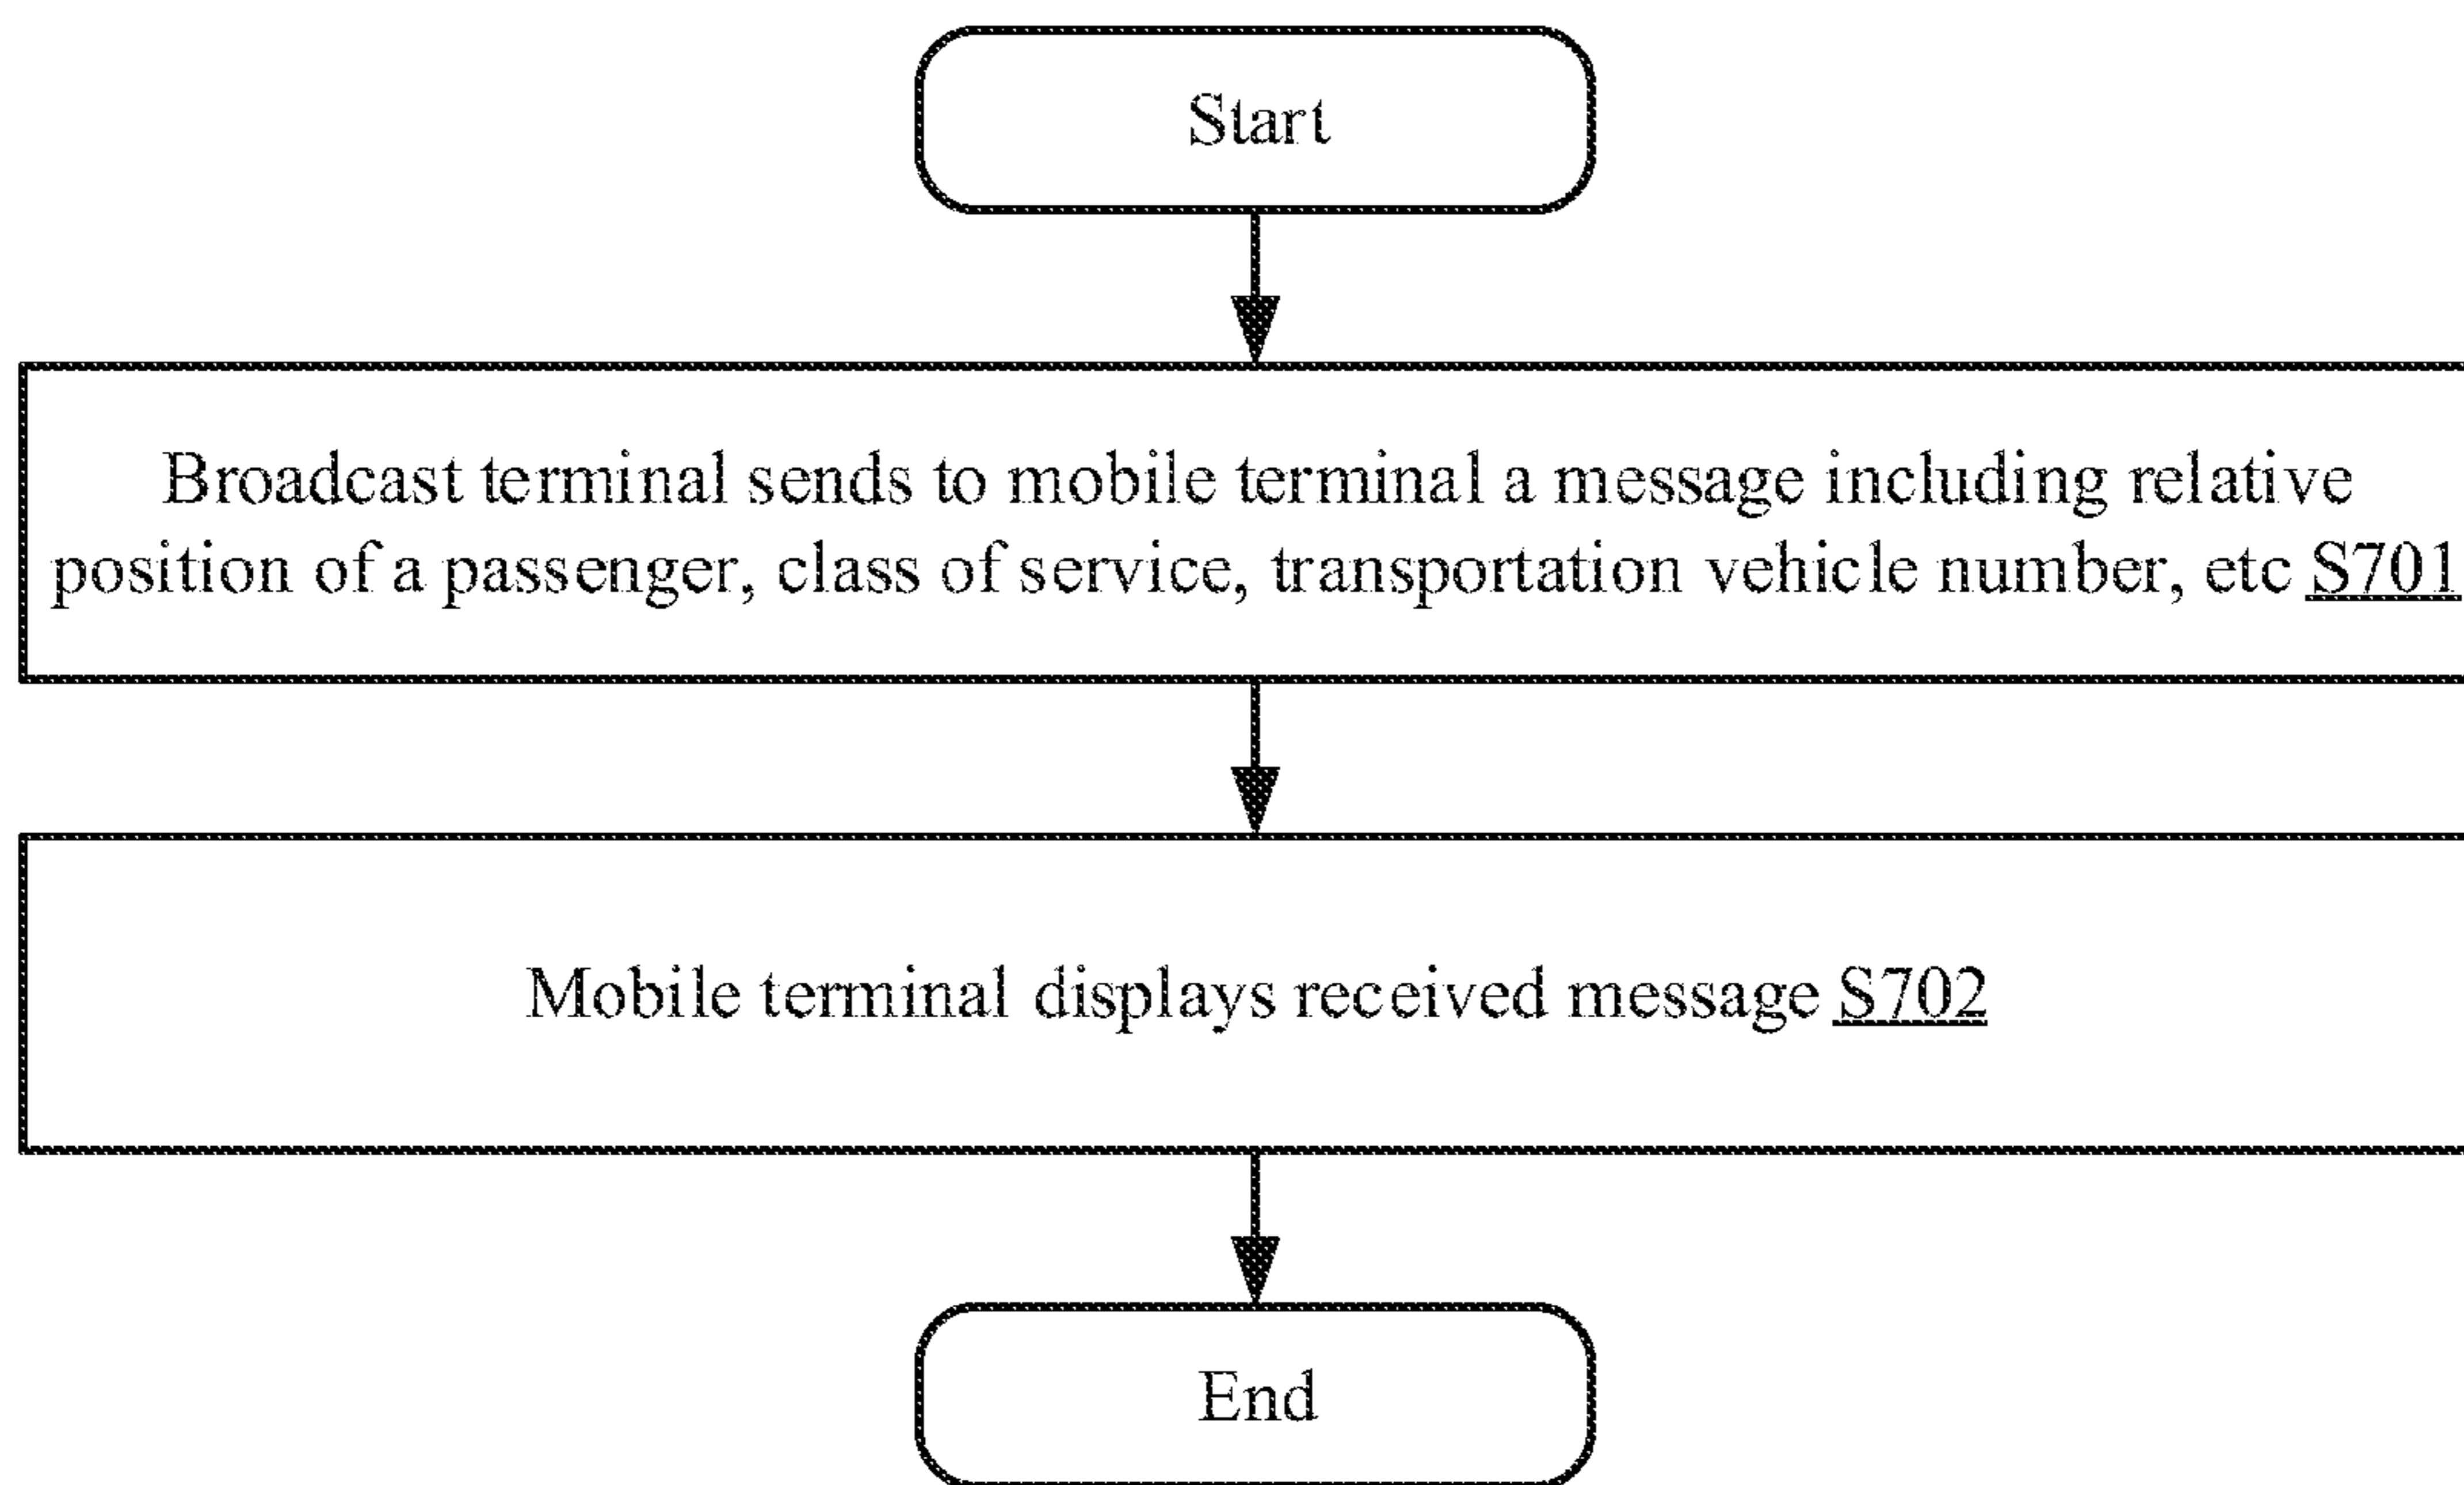 Start
Broadcast terminal sends to mobile terminal a message including relative
position of a passenger, class of service, transportation vehicle number, etc S701
Mobile terminal displays received message S702
End